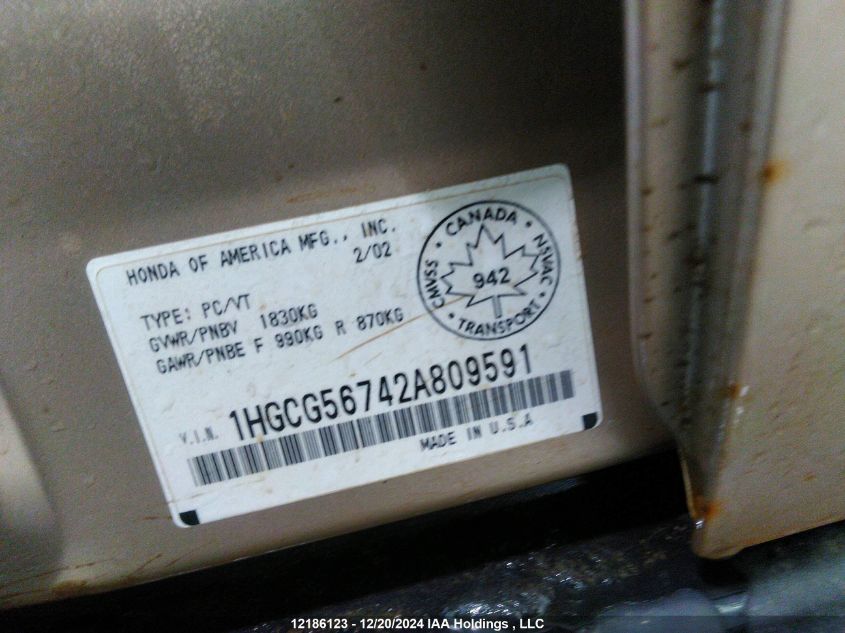 HONDA OF AMERICA MFG., INC.
2/02
TYPE: PC/VT
GVWR/PNBV 1830KG
GAWR/PNBE F 990KG R 870KG
CANADA · NSVAC · TRANSPORT · CMVSS ·
942
V.I.N. 1HGCG56742A809591
MADE IN U.S.A
12186123 - 12/20/2024 IAA Holdings , LLC